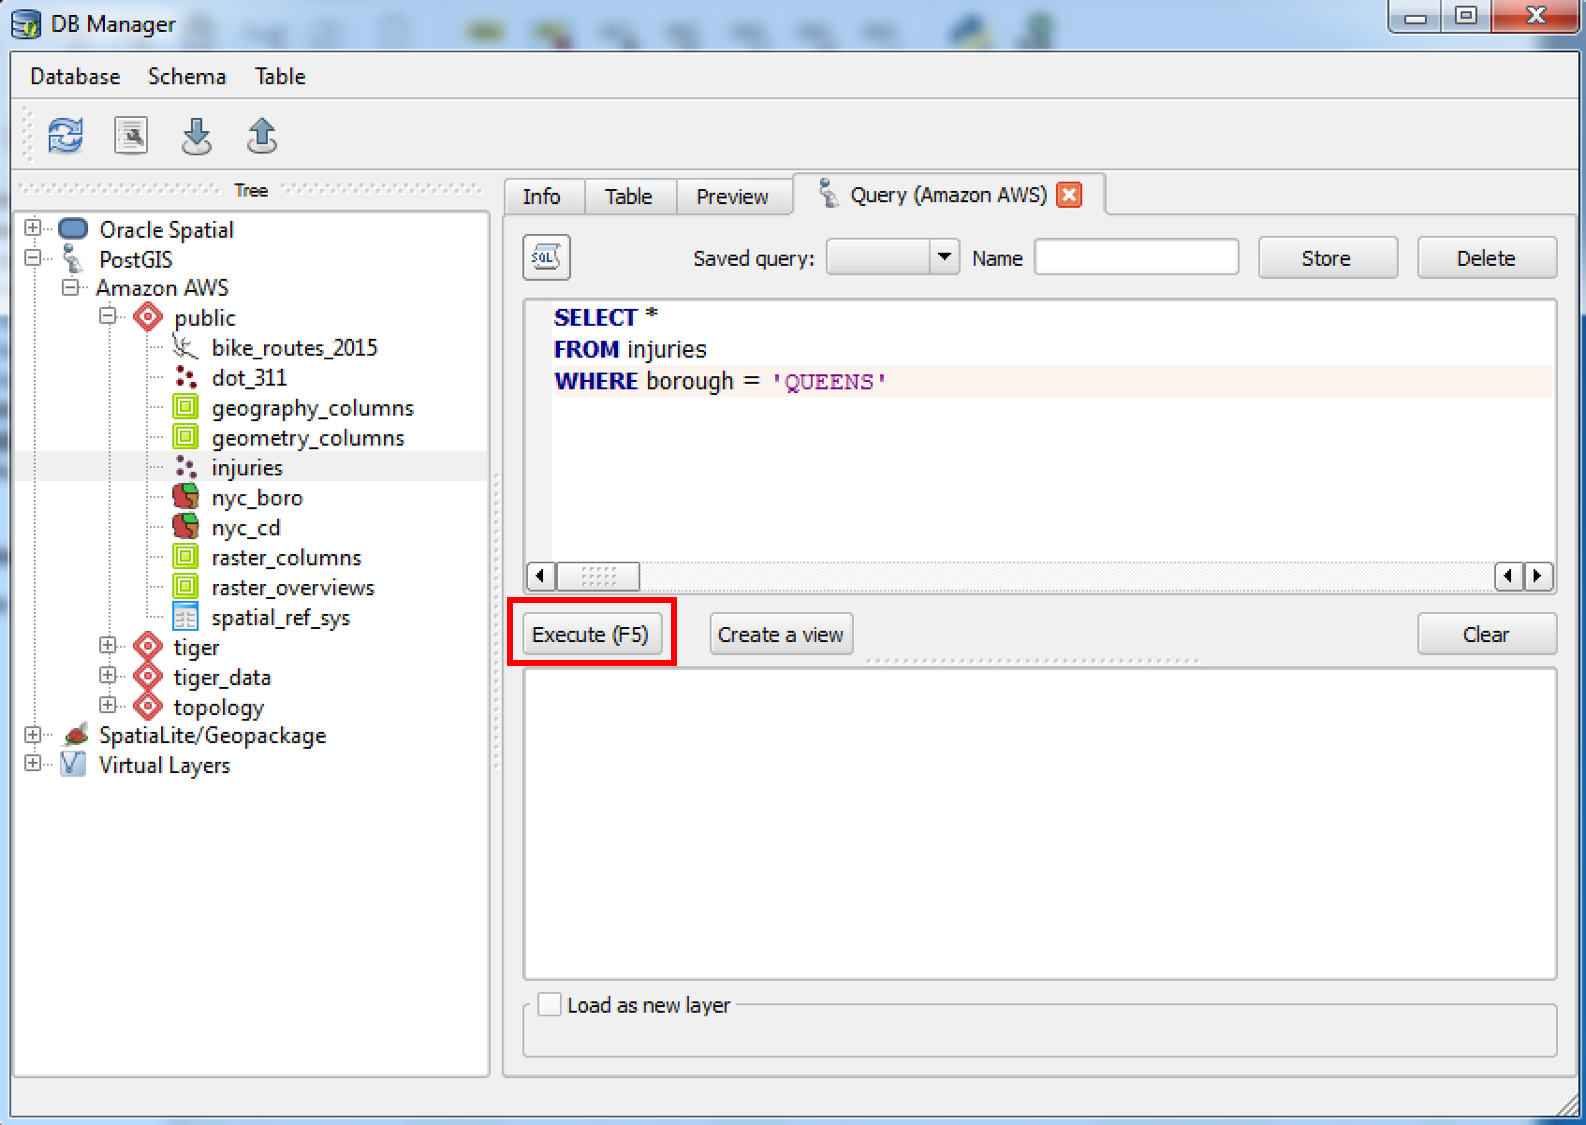 DB Manager
Database Schema Table
Tree
Oracle Spatial
PostGIS
Amazon AWS
public
bike_routes_2015
dot_311
geography_columns
geometry_columns
injuries
nyc_boro
nyc_cd
raster_columns
raster_overviews
spatial_ref_sys
tiger
tiger_data
topology
SpatiaLite/Geopackage
Virtual Layers
Info Table Preview Query (Amazon AWS)
SQL Saved query: Name Store Delete
SELECT *
FROM injuries
WHERE borough = 'QUEENS'
Execute (F5) Create a view Clear
Load as new layer